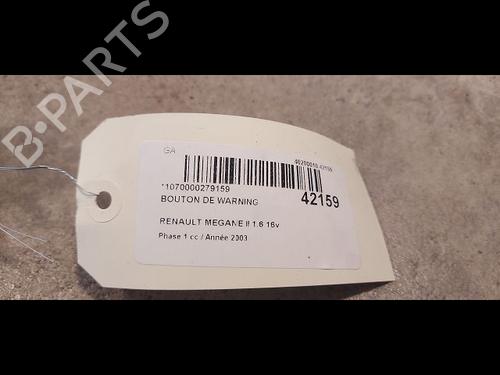 B-PARTS
GA
*1070000279159
BOUTON DE WARNING
42159
RENAULT MEGANE II 1.6 16v
Phase 1 cc / Année 2003